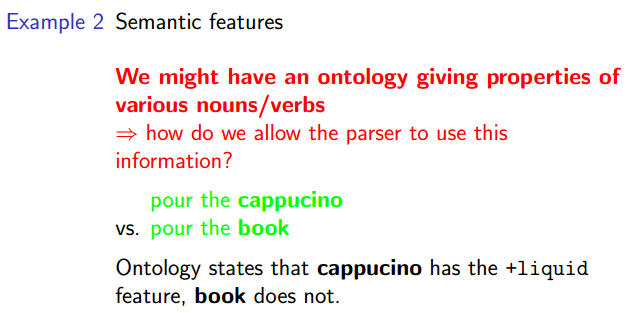 Example 2 Semantic features
We might have an ontology giving properties of
various nouns/verbs
⇒ how do we allow the parser to use this
information?
pour the cappucino
vs. pour the book
Ontology states that cappucino has the +liquid
feature, book does not.